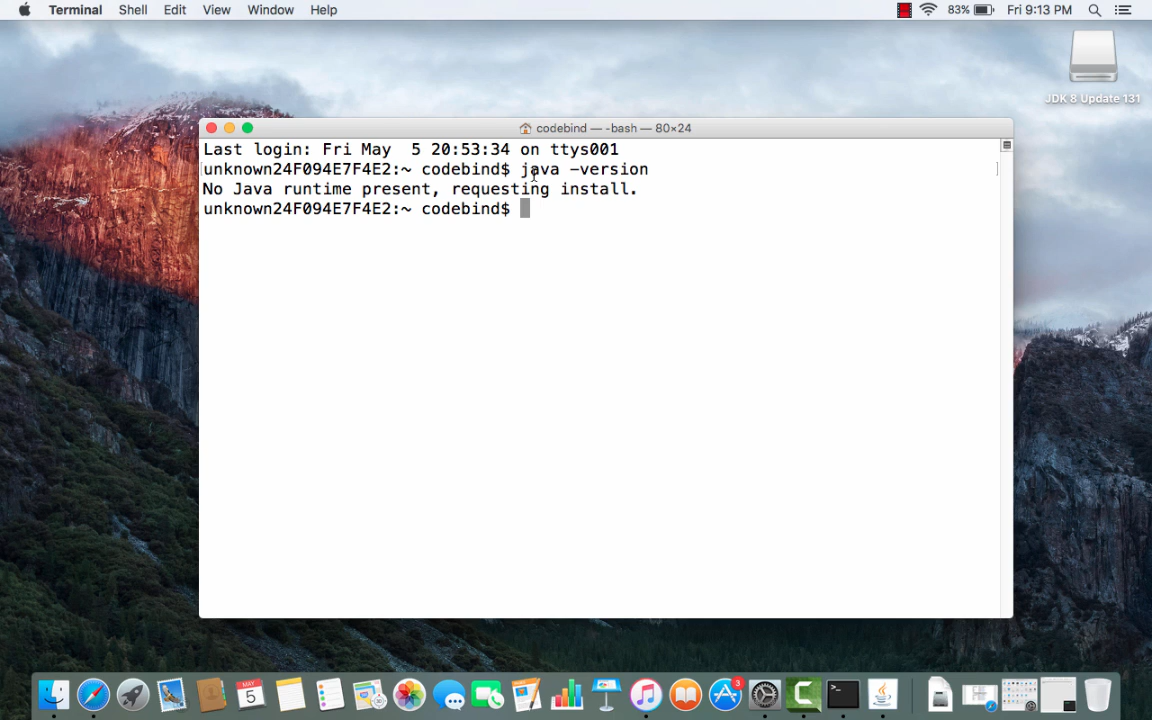 Terminal Shell Edit View Window Help 83% Fri 9:13 PM
JDK 8 Update 131
codebind — -bash — 80×24
Last login: Fri May  5 20:53:34 on ttys001
unknown24F094E7F4E2:~ codebind$ java -version
No Java runtime present, requesting install.
unknown24F094E7F4E2:~ codebind$
MAY
5
3